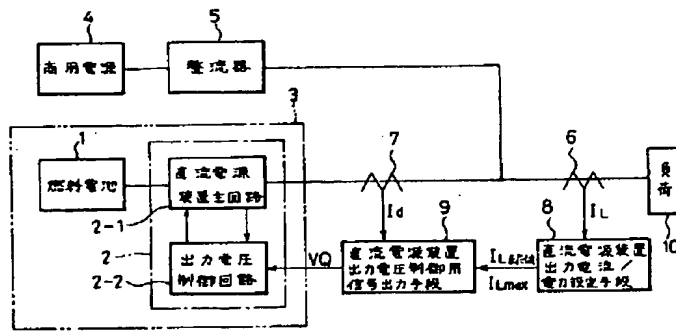 4
5
商用電源
整流器
3
1
7
6
燃料電池
直流電源
装置主回路
負荷
2-1
Id
9
IL
8
10
2
出力電圧
制御回路
VQ
直流電源装置
出力電圧制御用
信号出力手段
ILまたは
ILmax
直流電源装置
出力電流/
電力設定手段
2-2